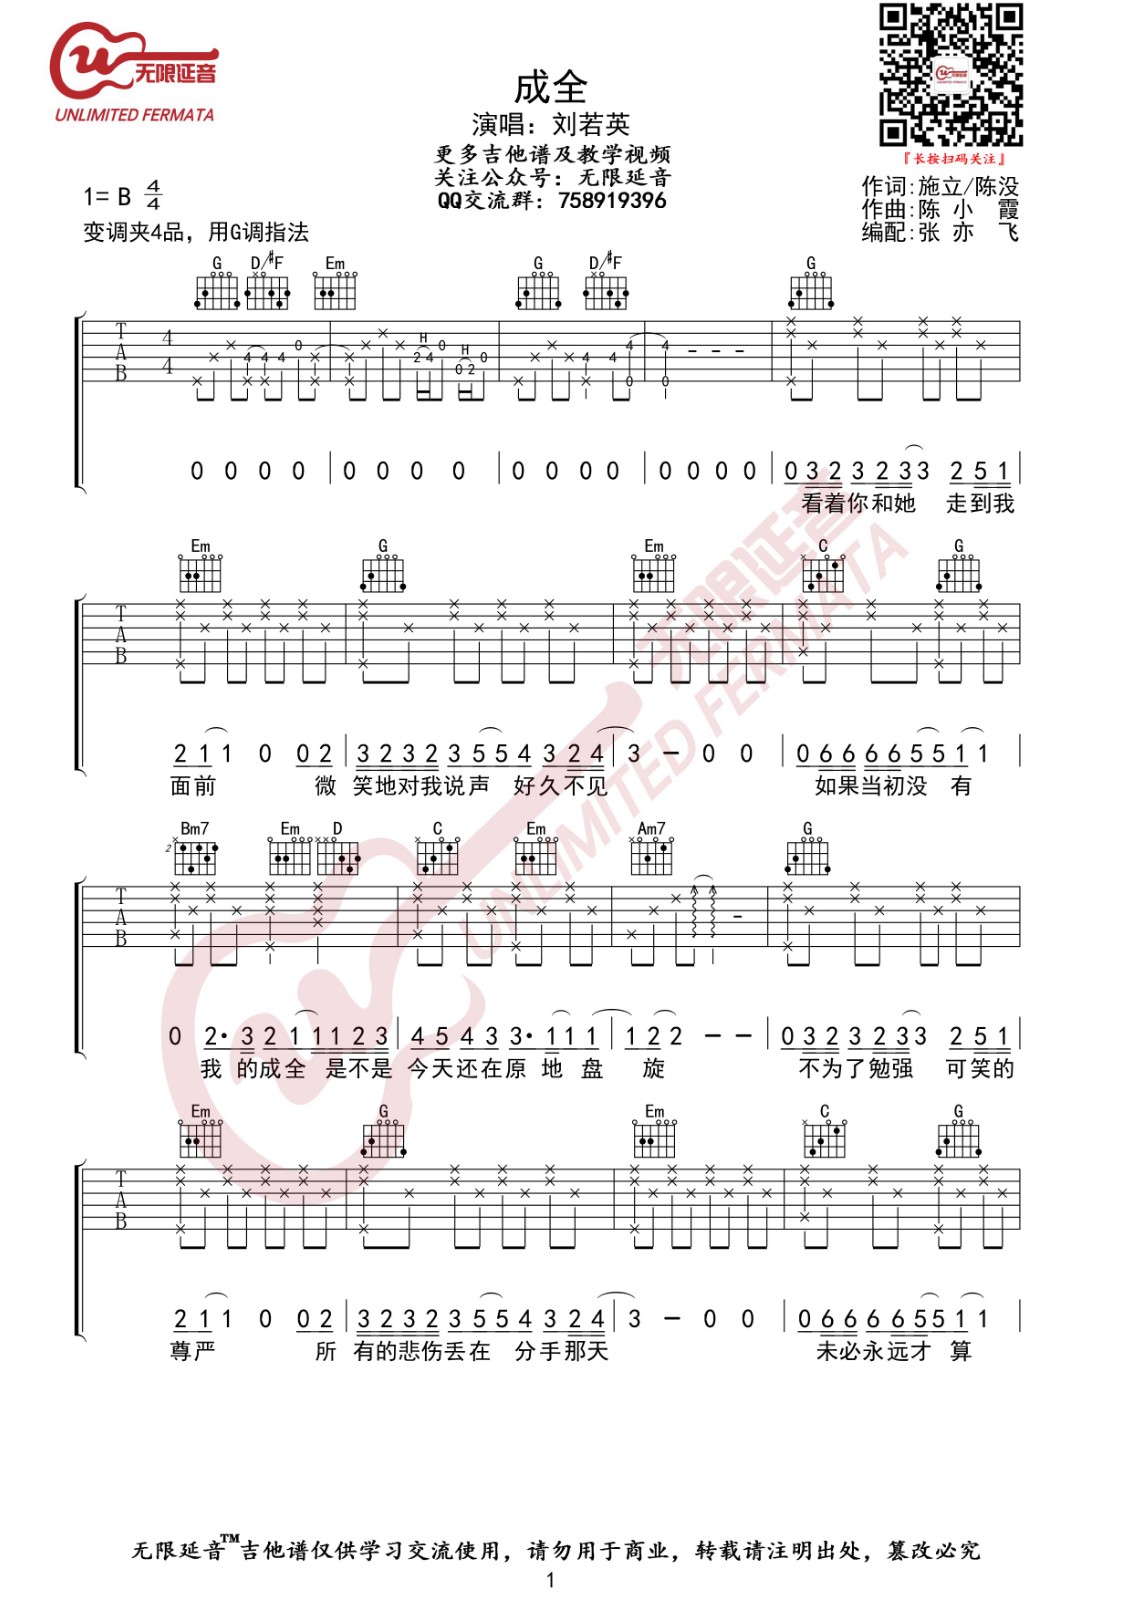 无限延音
UNLIMITED FERMATA
成全
演唱：刘若英
更多吉他谱及教学视频
关注公众号：无限延音
QQ交流群：758919396
『长按扫码关注』
1= B 4/4
变调夹4品，用G调指法
作词:施立/陈没
作曲:陈 小 霞
编配:张 亦 飞
G D/#F Em G D/#F G
T A B 4 4
H H
2 4 0 0 2 0
0 0 0 0 | 0 0 0 0 | 0 0 0 0 | 0 0 0 0 | 0 3 2 3 2 3 3 2 5 1 |
看着你和她 走到我
Em G Em C G
T A B
2 1 1 0 0 2 | 3 2 3 2 3 5 5 4 3 2 4 | 3 — 0 0 | 0 6 6 6 6 5 5 1 1 |
面前 微 笑地对我说声 好久不见 如果当初没 有
Bm7 Em D C Em Am7 G
2
T A B
0 2· 3 2 1 1 1 2 3 | 4 5 4 3 3· 1 1 1 | 1 2 2 — — | 0 3 2 3 2 3 3 2 5 1 |
我 的成全 是不是 今天还在原 地 盘 旋 不为了勉强 可笑的
Em G Em C G
T A B
2 1 1 0 0 2 | 3 2 3 2 3 5 5 4 3 2 4 | 3 — 0 0 | 0 6 6 6 6 5 5 1 1 |
尊严 所 有的悲伤丢在 分手那天 未必永远才 算
无限延音 UNLIMITED FERMATA
无限延音™吉他谱仅供学习交流使用，请勿用于商业，转载请注明出处，篡改必究
1